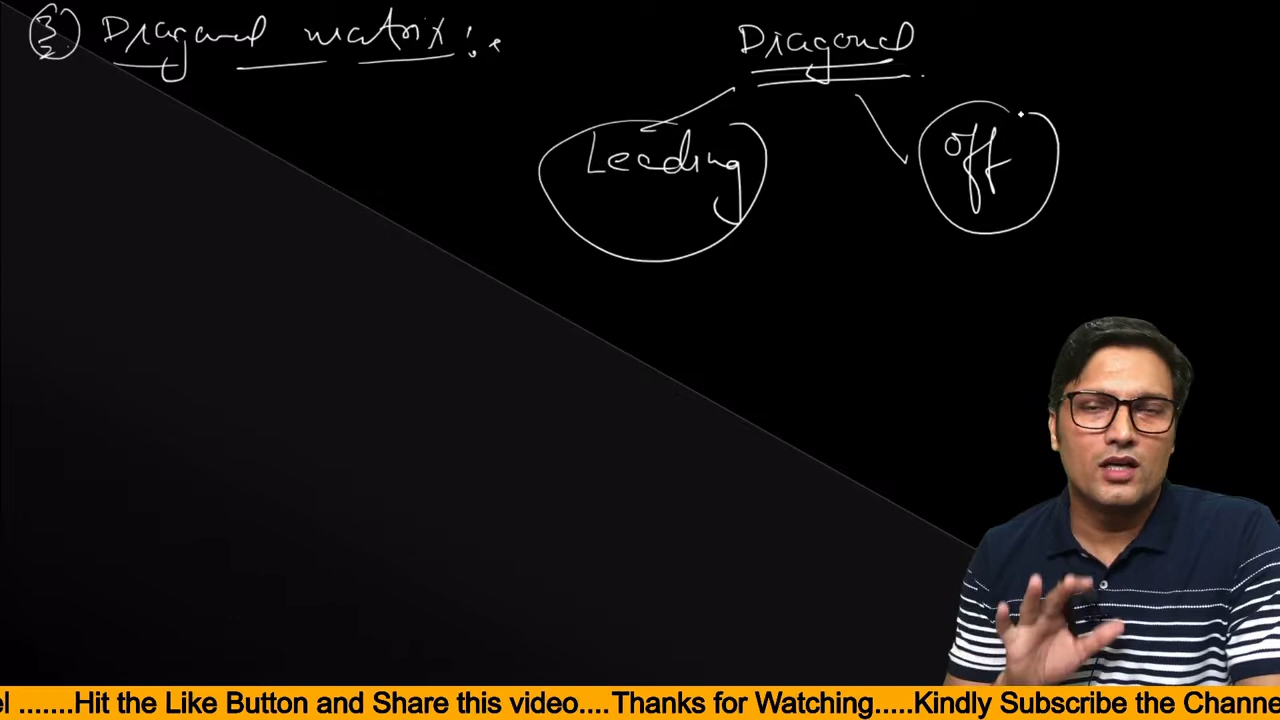 3 Diagonal matrix :.
2
Diagonal
Leading
off
el .......Hit the Like Button and Share this video....Thanks for Watching.....Kindly Subscribe the Channe